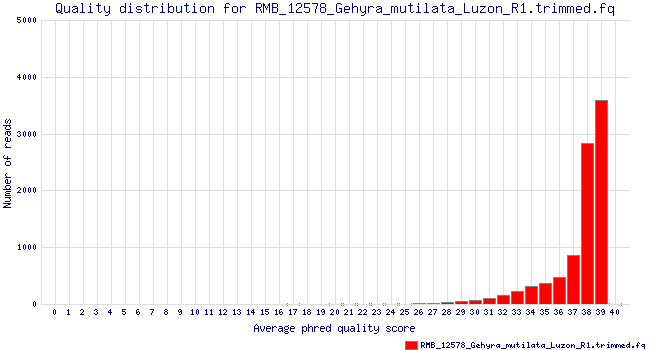 Quality distribution for RMB_12578_Gehyra_mutilata_Luzon_R1.trimmed.fq
5000
4000
3000
2000
1000
0
Number of reads
0 1 2 3 4 5 6 7 8 9 10 11 12 13 14 15 16 17 18 19 20 21 22 23 24 25 26 27 28 29 30 31 32 33 34 35 36 37 38 39 40
Average phred quality score
RMB_12578_Gehyra_mutilata_Luzon_R1.trimmed.fq